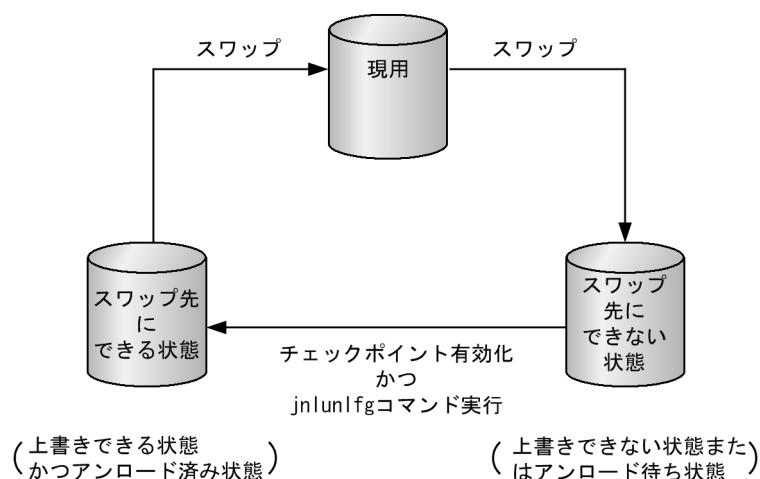 スワップ
現用
スワップ
スワップ先
に
できる状態
スワップ
先に
できない
状態
チェックポイント有効化
かつ
jnlunlfgコマンド実行
(上書きできる状態
かつアンロード済み状態)
(上書きできない状態また
はアンロード待ち状態)